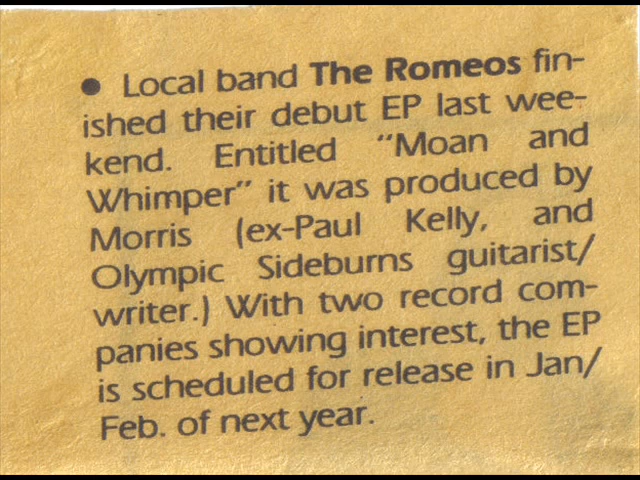 ● Local band The Romeos fin-
ished their debut EP last wee-
kend. Entitled "Moan and
Whimper" it was produced by
Morris (ex-Paul Kelly, and
Olympic Sideburns guitarist/
writer.) With two record com-
panies showing interest, the EP
is scheduled for release in Jan/
Feb. of next year.